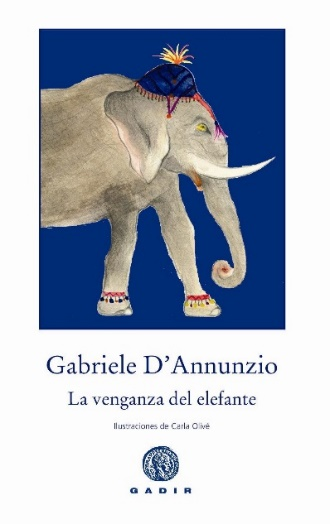 Gabriele D'Annunzio
La venganza del elefante
Ilustraciones de Carla Olivé
GADIR